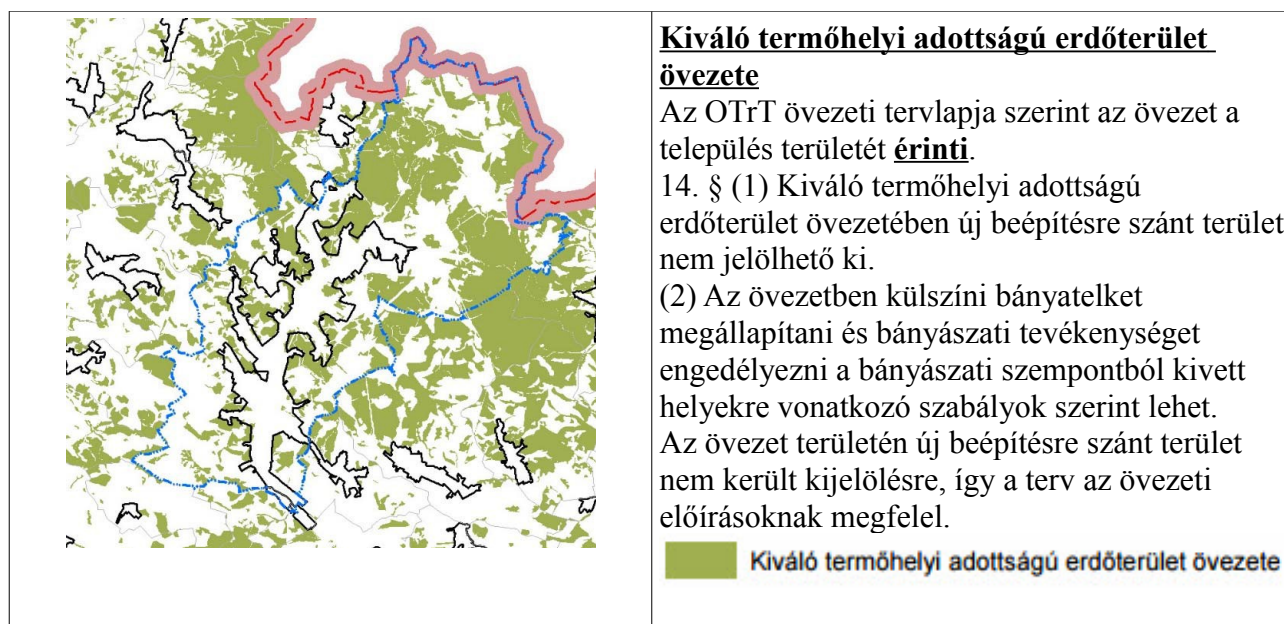 Kiváló termőhelyi adottságú erdőterület
övezete
Az OTrT övezeti tervlapja szerint az övezet a
település területét érinti.
14. § (1) Kiváló termőhelyi adottságú
erdőterület övezetében új beépítésre szánt terület
nem jelölhető ki.
(2) Az övezetben külszíni bányatelket
megállapítani és bányászati tevékenységet
engedélyezni a bányászati szempontból kivett
helyekre vonatkozó szabályok szerint lehet.
Az övezet területén új beépítésre szánt terület
nem került kijelölésre, így a terv az övezeti
előírásoknak megfelel.
Kiváló termőhelyi adottságú erdőterület övezete